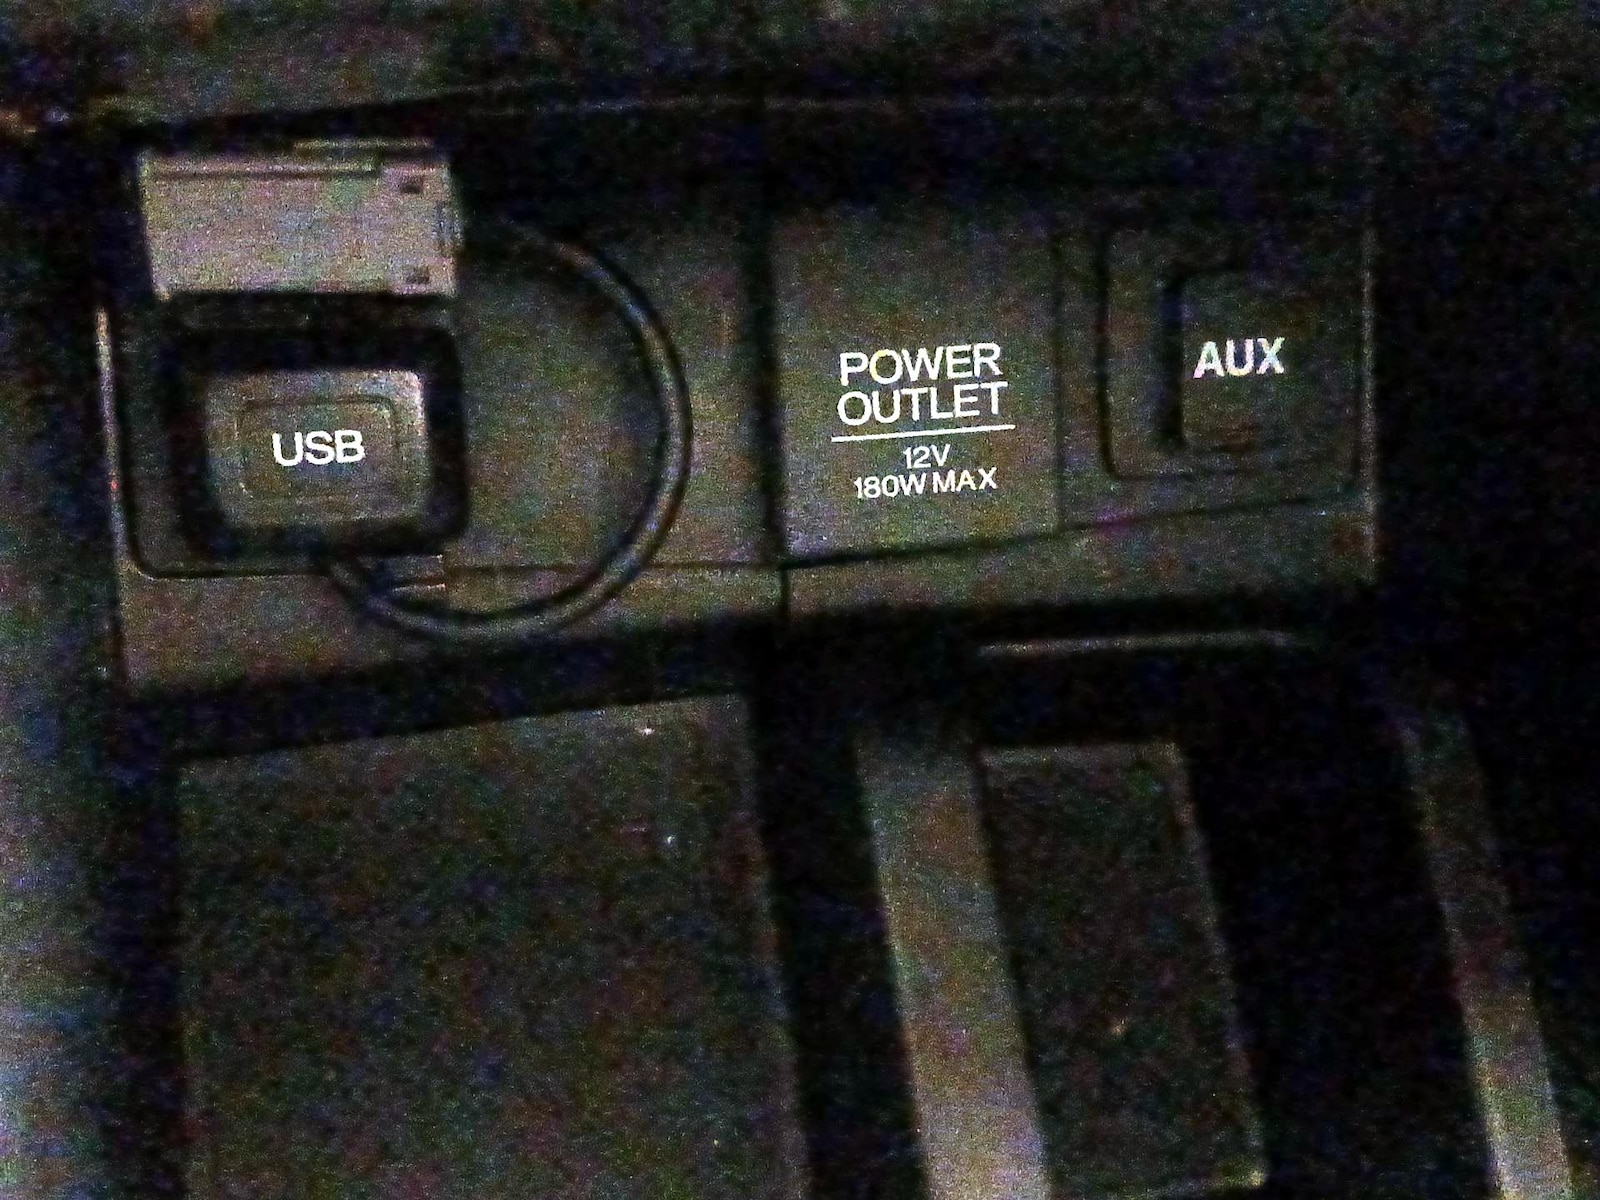 USB
POWER
OUTLET
12V
180W MAX
AUX